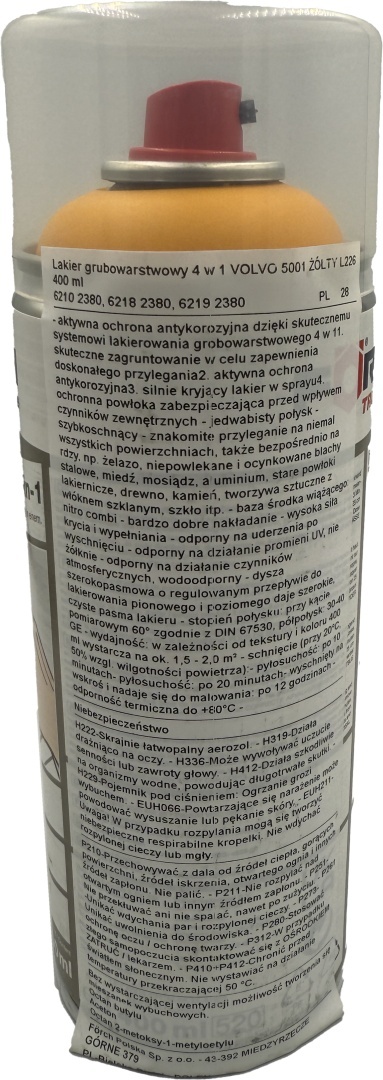 Lakier grubowarstwowy 4 w 1 VOLVO 5001 ŻÓŁTY L226
400 ml
6210 2380, 6218 2380, 6219 2380 PL 28
- aktywna ochrona antykorozyjna dzięki skutecznemu
systemowi lakierowania grobowarstwowego 4 w 11.
skuteczne zagruntowanie w celu zapewnienia
doskonałego przylegania2. aktywna ochrona
antykorozyjna3. silnie kryjący lakier w sprayu4.
ochronna powłoka zabezpieczająca przed wpływem
czynników zewnętrznych - jedwabisty połysk -
szybkoschnący - znakomite przyleganie na niemal
wszystkich powierzchniach, także bezpośrednio na
rdzy, np. żelazo, niepowlekane i ocynkowane blachy
stalowe, miedź, mosiądz, a uminium, stare powłoki
lakiernicze, drewno, kamień, tworzywa sztuczne z
włóknem szklanym, szkło itp. - baza środka wiążącego:
nitro combi - bardzo dobre nakładanie - wysoka siła
krycia i wypełniania - odporny na uderzenia po
wyschnięciu - odporny na działanie promieni UV, nie
żółknie - odporny na działanie czynników
atmosferycznych, wodoodporny - dysza
szerokopasmowa o regulowanym przepływie do
lakierowania pionowego i poziomego daje szerokie,
czyste pasma lakieru - stopień połysku: przy kącie
pomiarowym 60° zgodnie z DIN 67530, półpołysk: 30-40
GE - wydajność: w zależności od tekstury i koloru 400
ml wystarcza na ok. 1,5 - 2,0 m² - schnięcie (przy 20°C,
50% wzgl. wilgotności powietrza):- pyłosuchość: po 10
minutach- pyłosuchość: po 20 minutach- wyschnięty na
wskroś i nadaje się do malowania: po 12 godzinach -
odporność termiczna do +80°C -
Niebezpieczeństwo
H222-Skrajnie łatwopalny aerozol. - H319-Działa
drażniąco na oczy. - H336-Może wywoływać uczucie
senności lub zawroty głowy. - H412-Działa szkodliwie
na organizmy wodne, powodując długotrwałe skutki. -
H229-Pojemnik pod ciśnieniem: Ogrzanie grozi
wybuchem. - EUH066-Powtarzające się narażenie może
powodować wysuszanie lub pękanie skóry. - EUH211-
Uwaga! W przypadku rozpylania mogą się tworzyć
niebezpieczne respirabilne kropelki. Nie wdychać
rozpylonej cieczy lub mgły.
P210-Przechowywać z dala od źródeł ciepła, gorących
powierzchni, źródeł iskrzenia, otwartego ognia i innych
źródeł zapłonu. Nie palić. - P211-Nie rozpylać nad
otwartym ogniem lub innym źródłem zapłonu. - P251-
Nie przekłuwać ani nie spalać, nawet po zużyciu. - P261
Unikać wdychania par i rozpylonej cieczy. - P273-
Unikać uwolnienia do środowiska. - P280-Stosować
ochronę oczu / ochronę twarzy. - P312-W przypadku
złego samopoczucia skontaktować się z OŚRODKIEM
ZATRUĆ / lekarzem. - P410+P412-Chronić przed
światłem słonecznym. Nie wystawiać na działanie
temperatury przekraczającej 50 °C.
Bez wystarczającej wentylacji możliwość tworzenia się
mieszanek wybuchowych.
Octan butylu
Aceton
Octan 2-metoksy-1-metyloetylu
Förch Polska Sp. z o.o. - 43-392 MIĘDZYRZECZE
GÓRNE 379